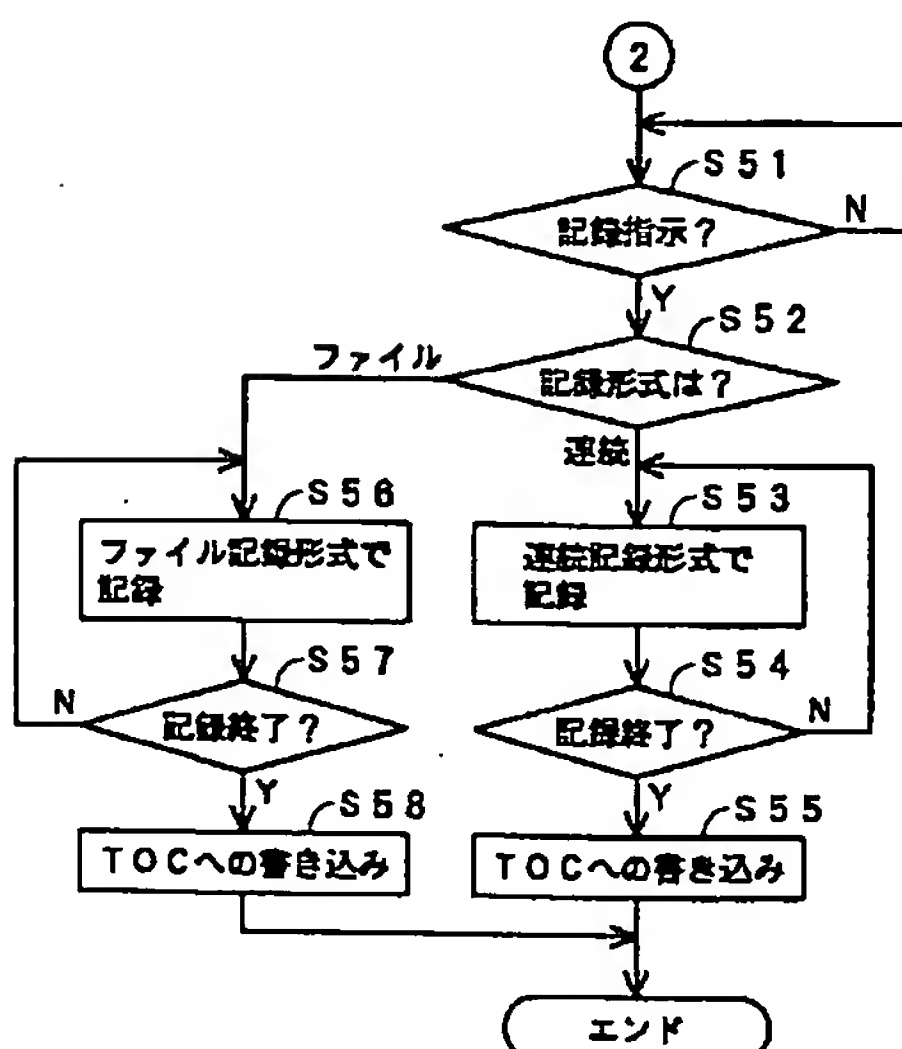 2
S51
記録指示?
N
Y
S52
記録形式は?
ファイル
連続
S56
ファイル記録形式で
記録
S53
連続記録形式で
記録
S57
記録終了?
N
Y
S54
記録終了?
N
Y
S58
TOCへの書き込み
S55
TOCへの書き込み
エンド